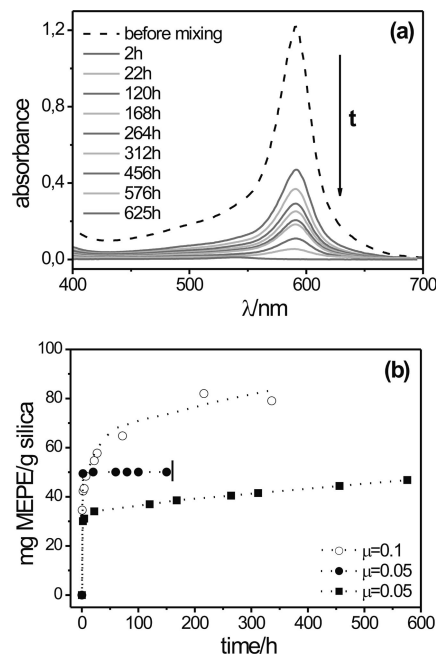 (a)
before mixing
2h
22h
120h
168h
264h
312h
456h
576h
625h
t
absorbance
1,2
0,8
0,4
0,0
400 500 600 700
λ/nm
(b)
mg MEPE/g silica
100
80
60
40
20
0
μ=0.1
μ=0.05
μ=0.05
0 100 200 300 400 500 600
time/h